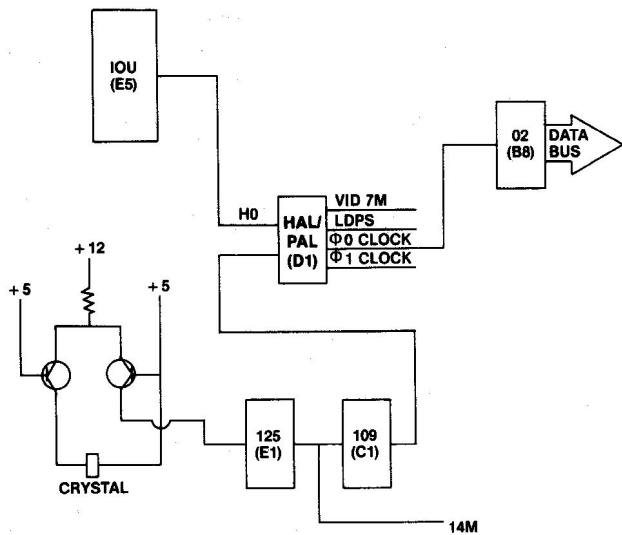 IOU
(E5)
02
(B8)
DATA
BUS
H0
HAL/
PAL
(D1)
VID 7M
LDPS
Φ0 CLOCK
Φ1 CLOCK
+12
+5
+5
CRYSTAL
125
(E1)
109
(C1)
14M